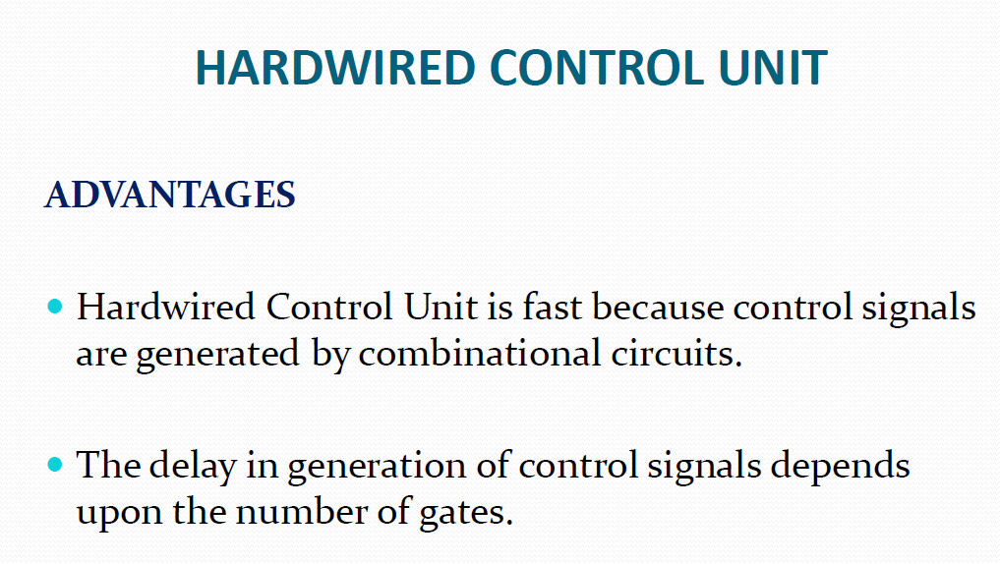 HARDWIRED CONTROL UNIT
ADVANTAGES
Hardwired Control Unit is fast because control signals
are generated by combinational circuits.
The delay in generation of control signals depends
upon the number of gates.